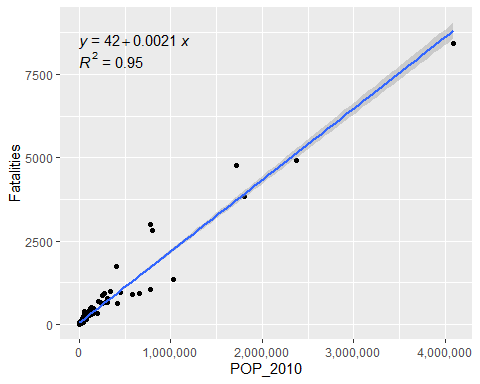 y = 42 + 0.0021 x
R² = 0.95
7500
5000
2500
0
Fatalities
0 1,000,000 2,000,000 3,000,000 4,000,000
POP_2010